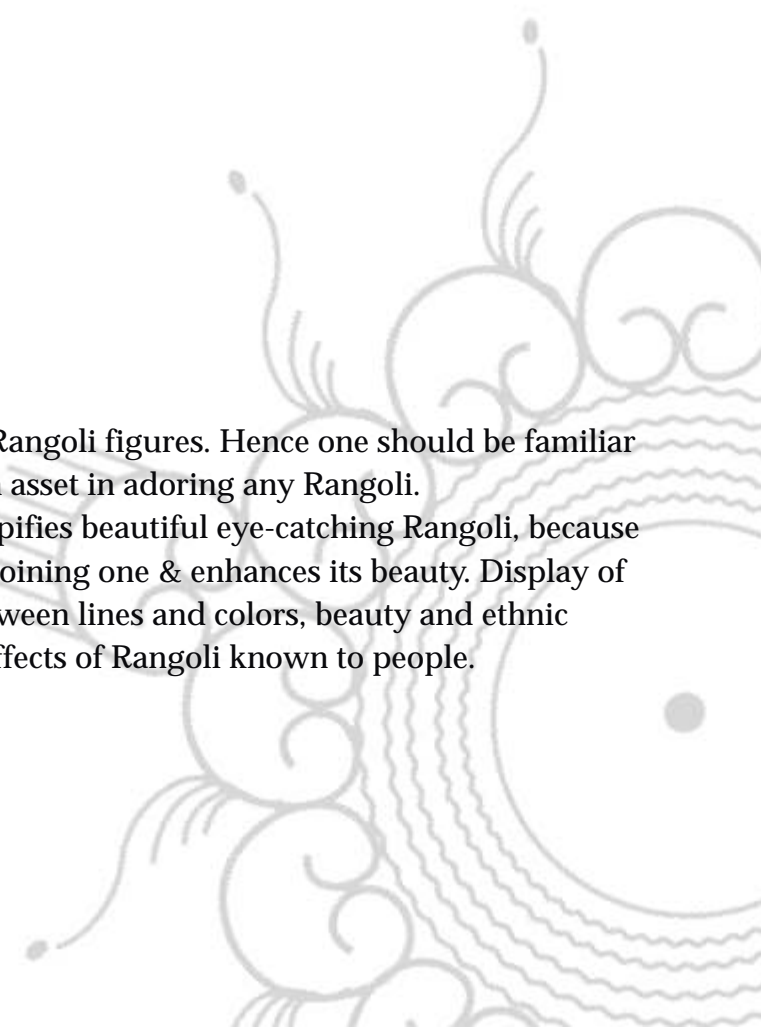 Rangoli figures. Hence one should be familiar
asset in adoring any Rangoli.
pifies beautiful eye-catching Rangoli, because
oining one & enhances its beauty. Display of
ween lines and colors, beauty and ethnic
ffects of Rangoli known to people.